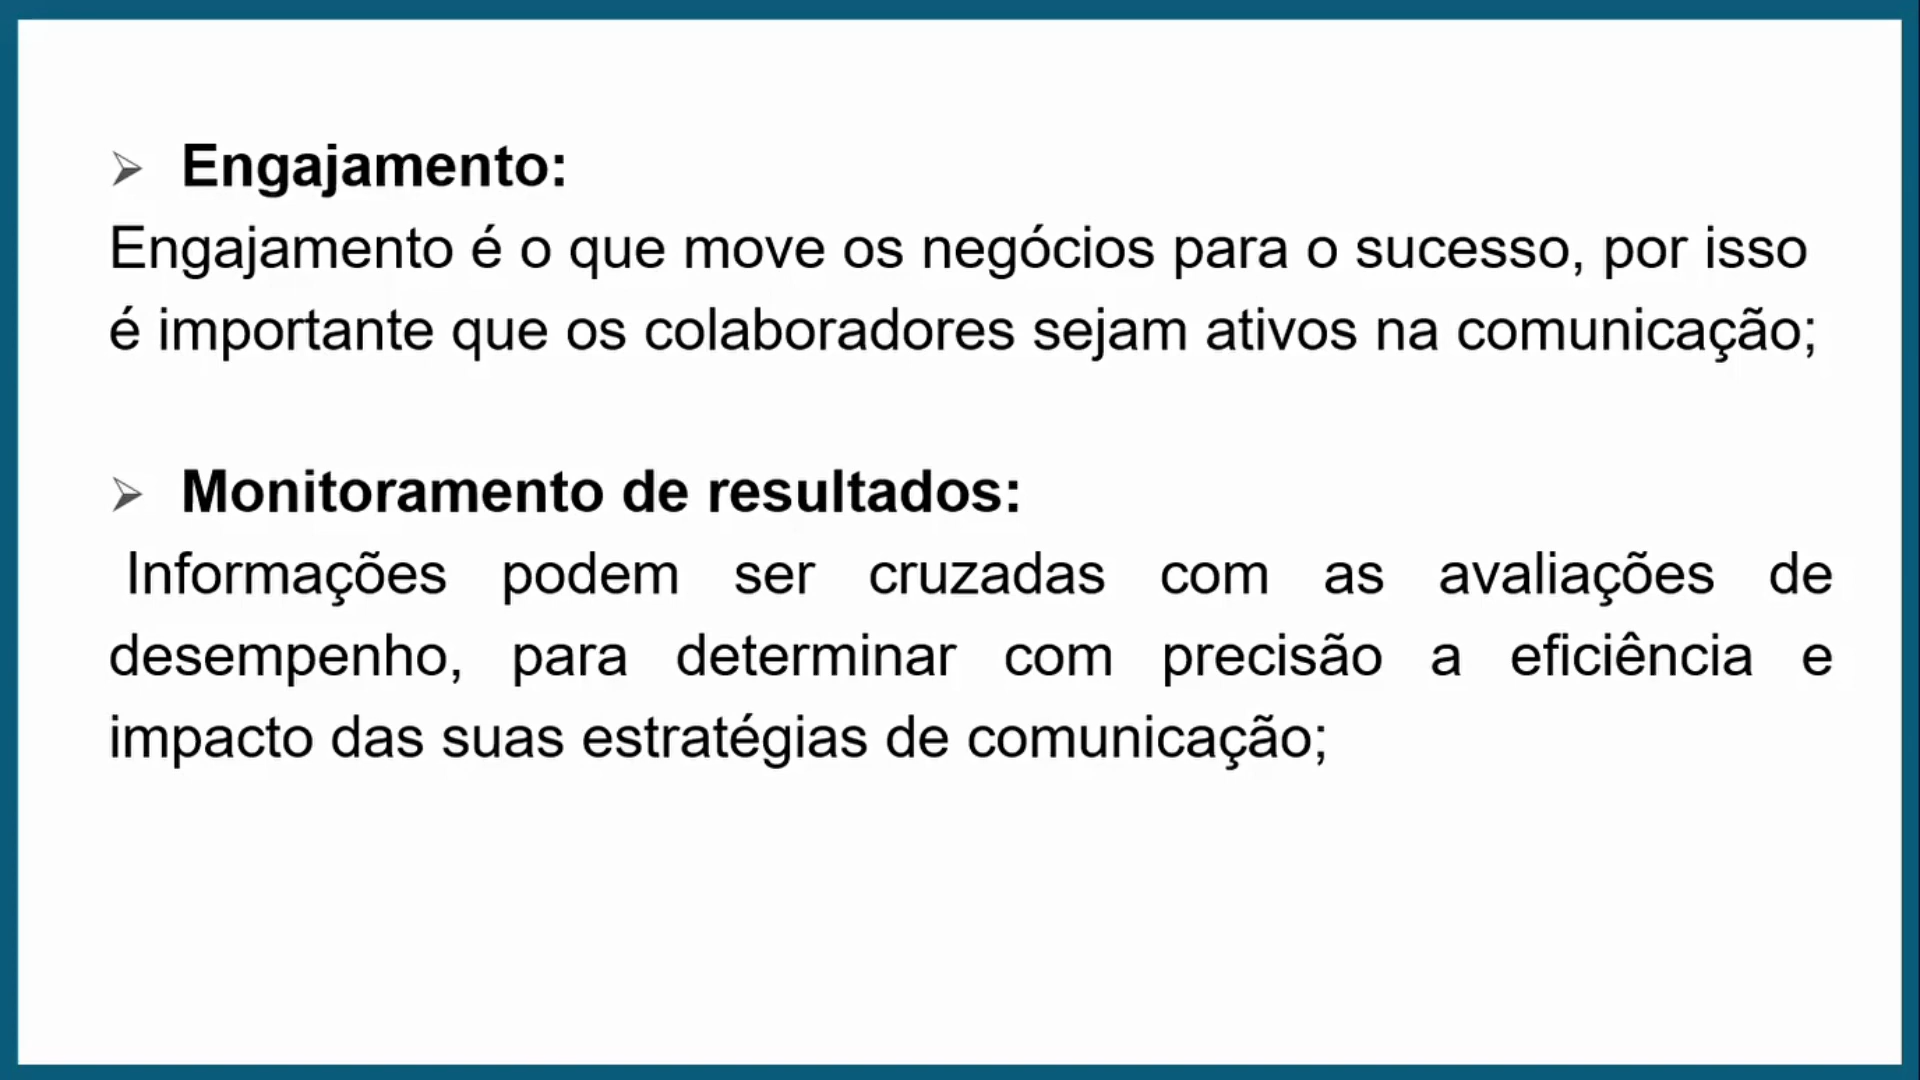 ➢ Engajamento:
Engajamento é o que move os negócios para o sucesso, por isso
é importante que os colaboradores sejam ativos na comunicação;
➢ Monitoramento de resultados:
Informações podem ser cruzadas com as avaliações de
desempenho, para determinar com precisão a eficiência e
impacto das suas estratégias de comunicação;